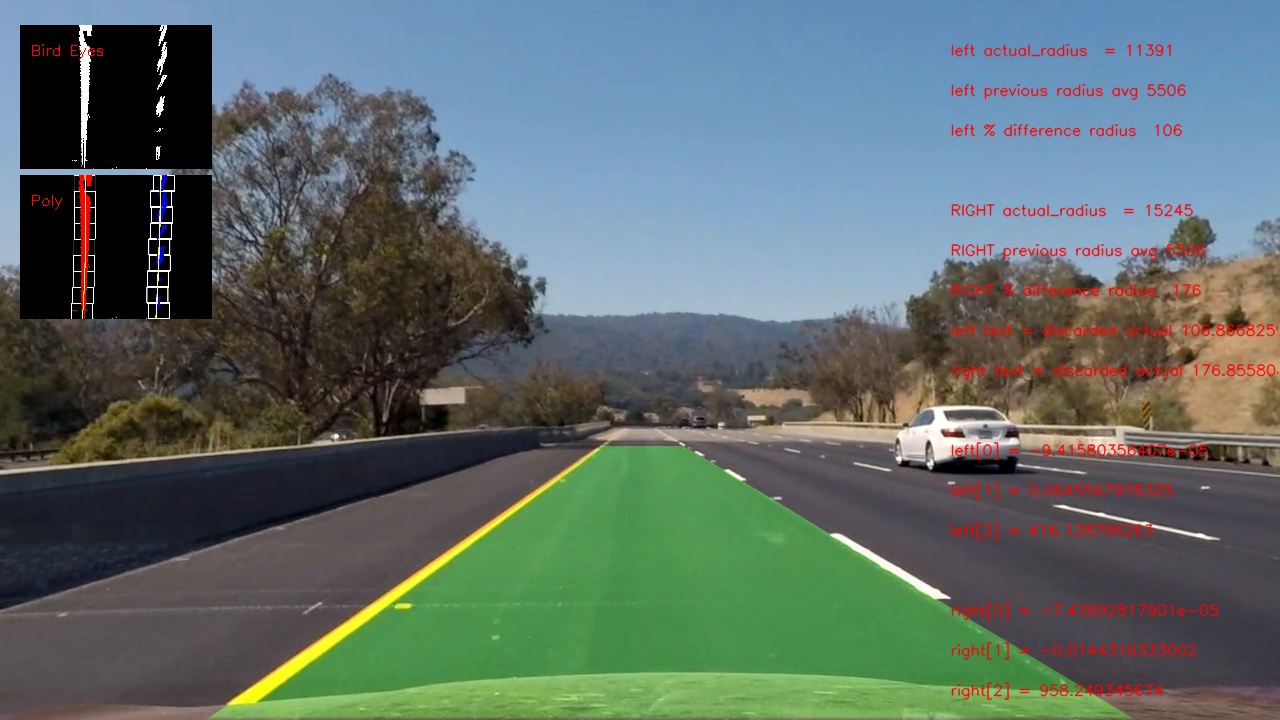 Bird Eyes
Poly
left actual_radius = 11391
left previous radius avg 5506
left % difference radius 106
RIGHT actual_radius = 15245
RIGHT previous radius avg 5506
RIGHT % difference radius 176
left text = discarded actual 106.866825
right text = discarded actual 176.85580
left[0] = -9.41580356407e-05
left[1] = 0.0645567978325
left[2] = 416.128796263
right[0] = -7.43892817901e-05
right[1] = -0.0144316333002
right[2] = 958.249345674